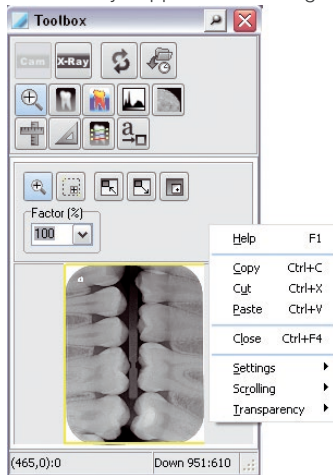 Toolbox
Cam X-Ray
a
Factor (%)
100
Help F1
Copy Ctrl+C
Cut Ctrl+X
Paste Ctrl+V
Close Ctrl+F4
Settings
Scrolling
Transparency
(465,0):0 Down 951:610